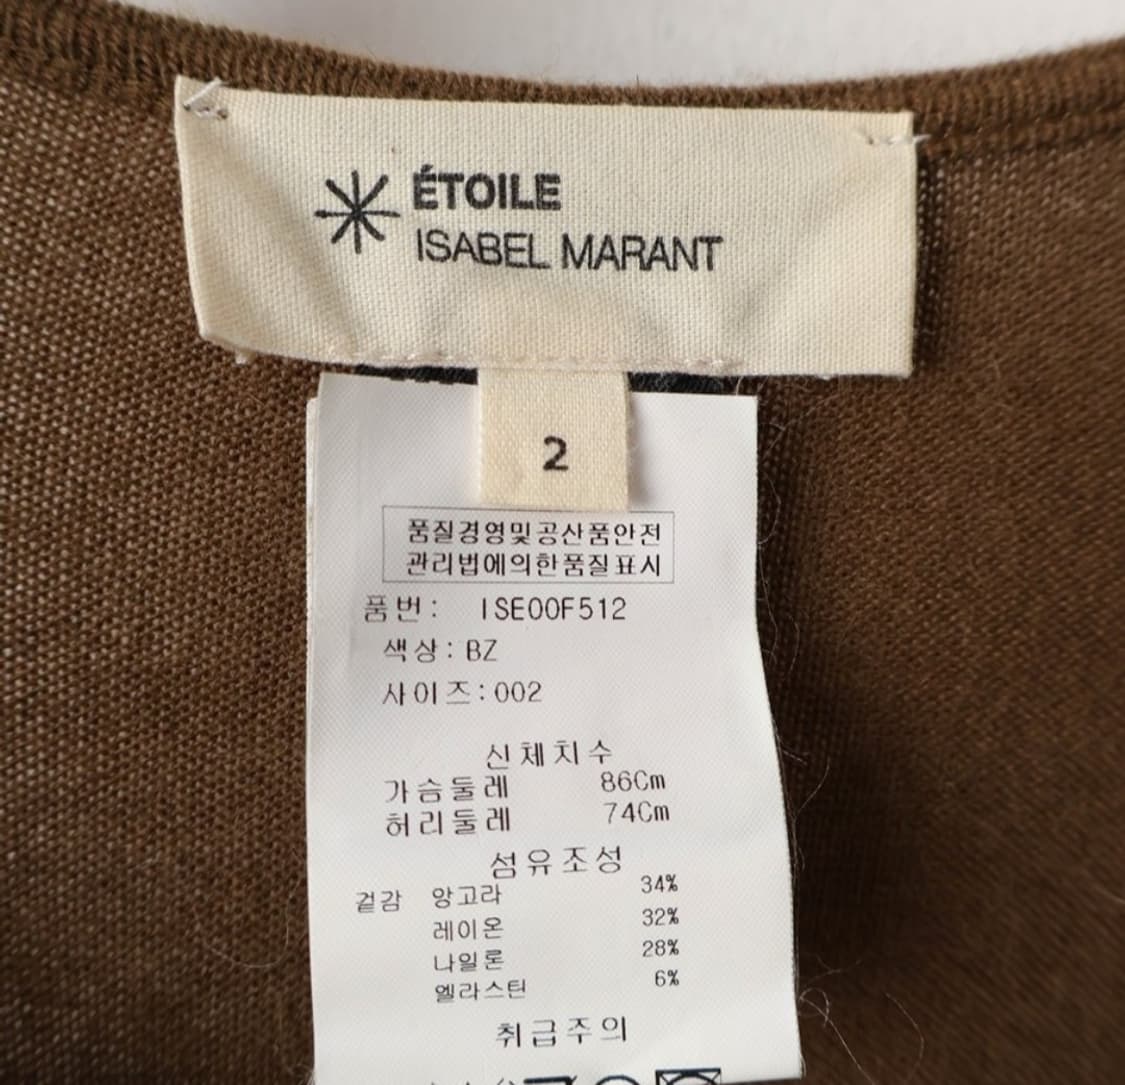 ÉTOILE
ISABEL MARANT
2
품질경영및공산품안전
관리법에의한품질표시
품번: ISE00F512
색상:BZ
사이즈:002
신체치수
가슴둘레 86Cm
허리둘레 74Cm
섬유조성
겉감 앙고라 34%
레이온 32%
나일론 28%
엘라스틴 6%
취급주의